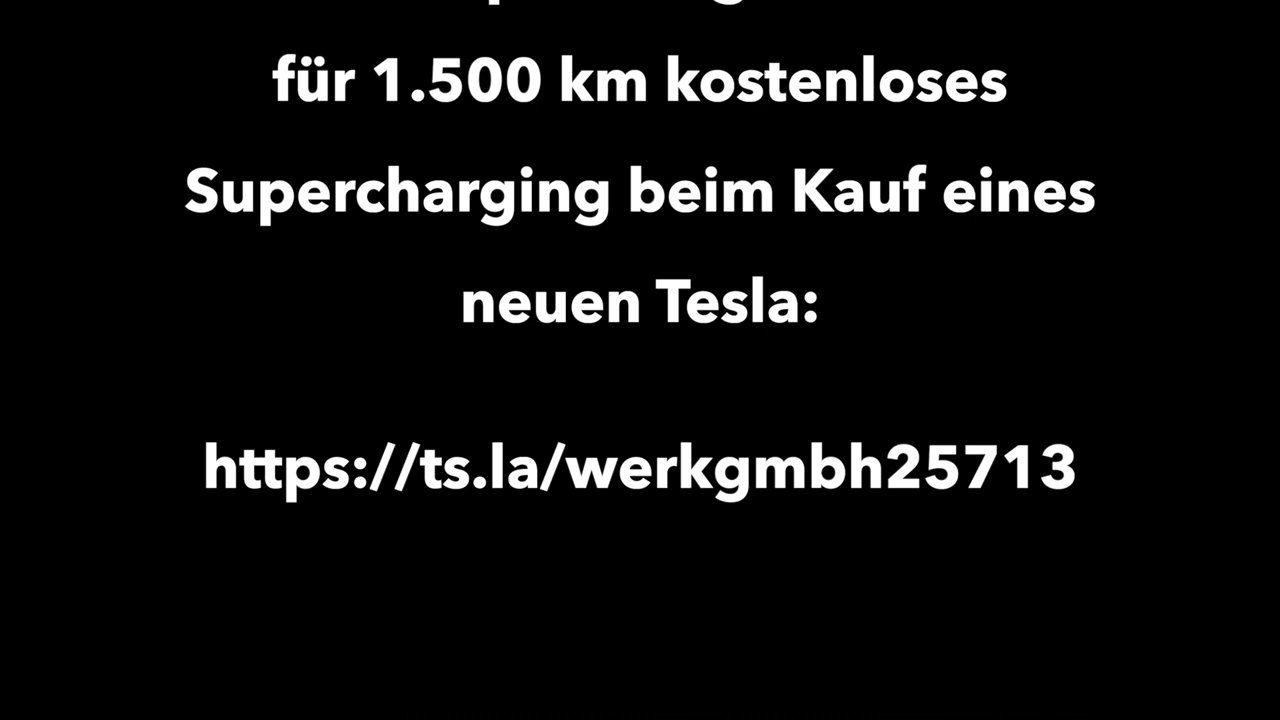 für 1.500 km kostenloses
Supercharging beim Kauf eines
neuen Tesla:
https://ts.la/werkgmbh25713